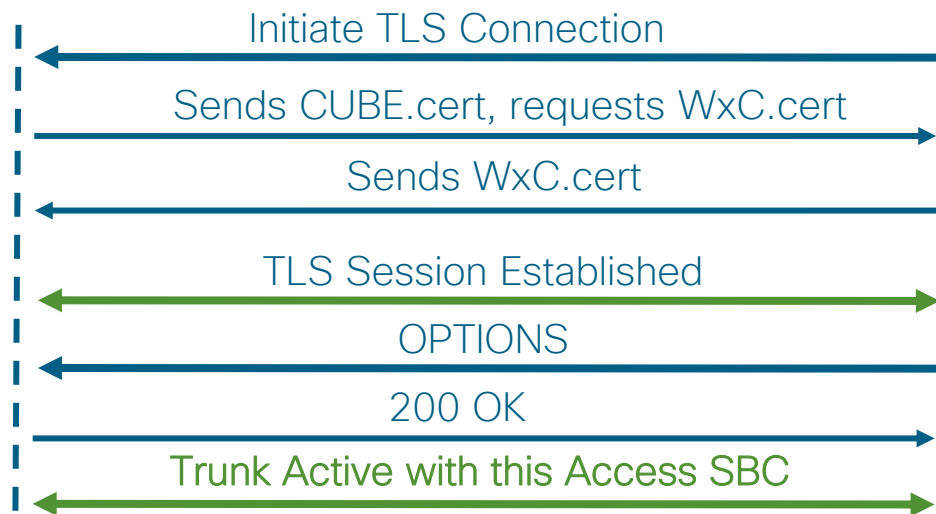 Initiate TLS Connection
Sends CUBE.cert, requests WxC.cert
Sends WxC.cert
TLS Session Established
OPTIONS
200 OK
Trunk Active with this Access SBC